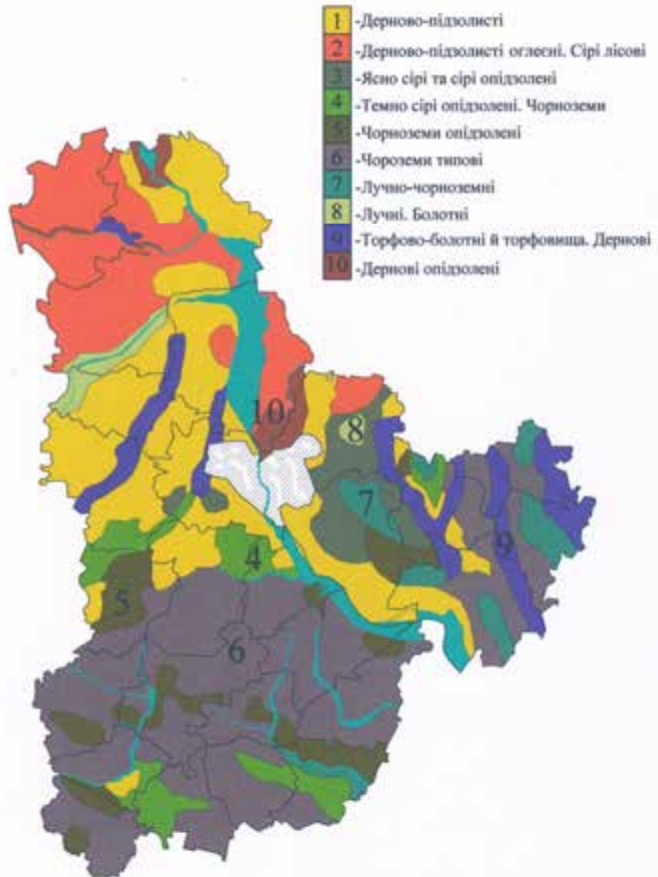 1 -Дерново-підзолисті
2 -Дерново-підзолисті оглеєні. Сірі лісові
3 -Ясно сірі та сірі опідзолені
4 -Темно сірі опідзолені. Чорноземи
5 -Чорноземи опідзолені
6 -Чороземи типові
7 -Лучно-чорноземні
8 -Лучні. Болотні
9 -Торфово-болотні й торфовища. Дернові
10 -Дернові опідзолені
10
8
7
9
4
5
6